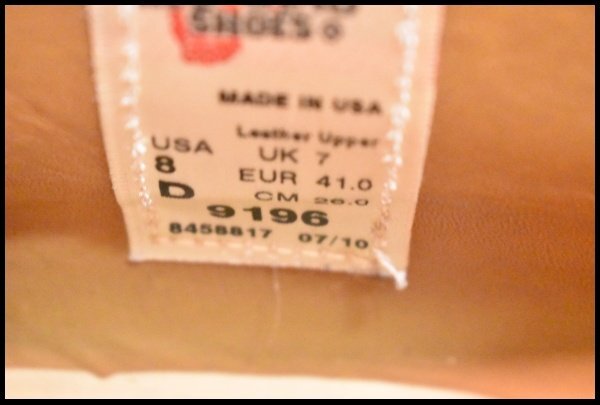 SHOES
MADE IN USA
Leather Upper
USA UK 7
8 EUR 41.0
D CM 26.0
9196
8458817 07/10